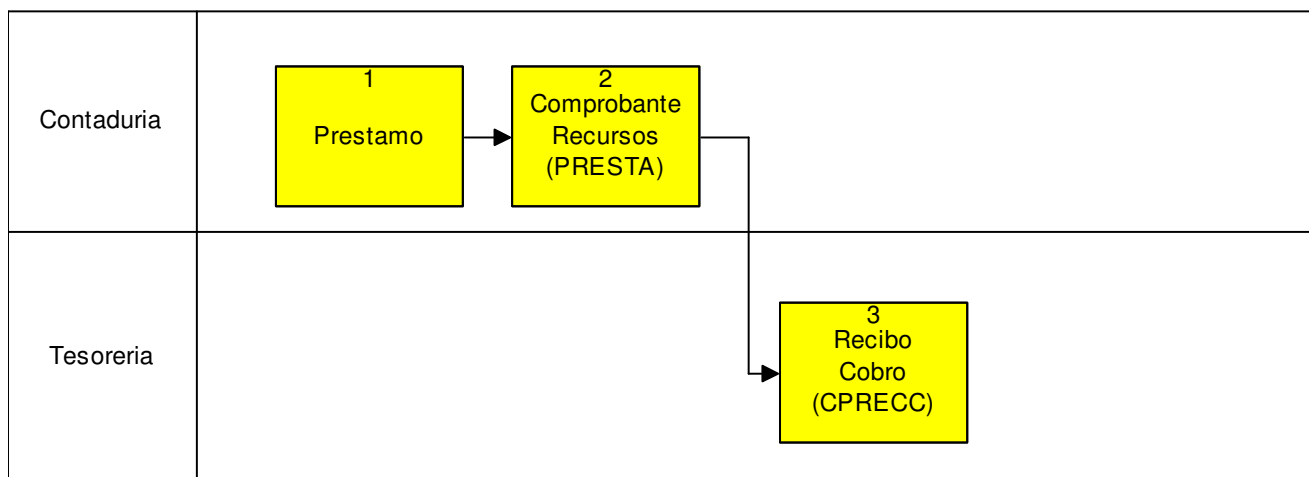 Contaduria
1
Prestamo
2
Comprobante
Recursos
(PRESTA)
Tesoreria
3
Recibo
Cobro
(CPRECC)